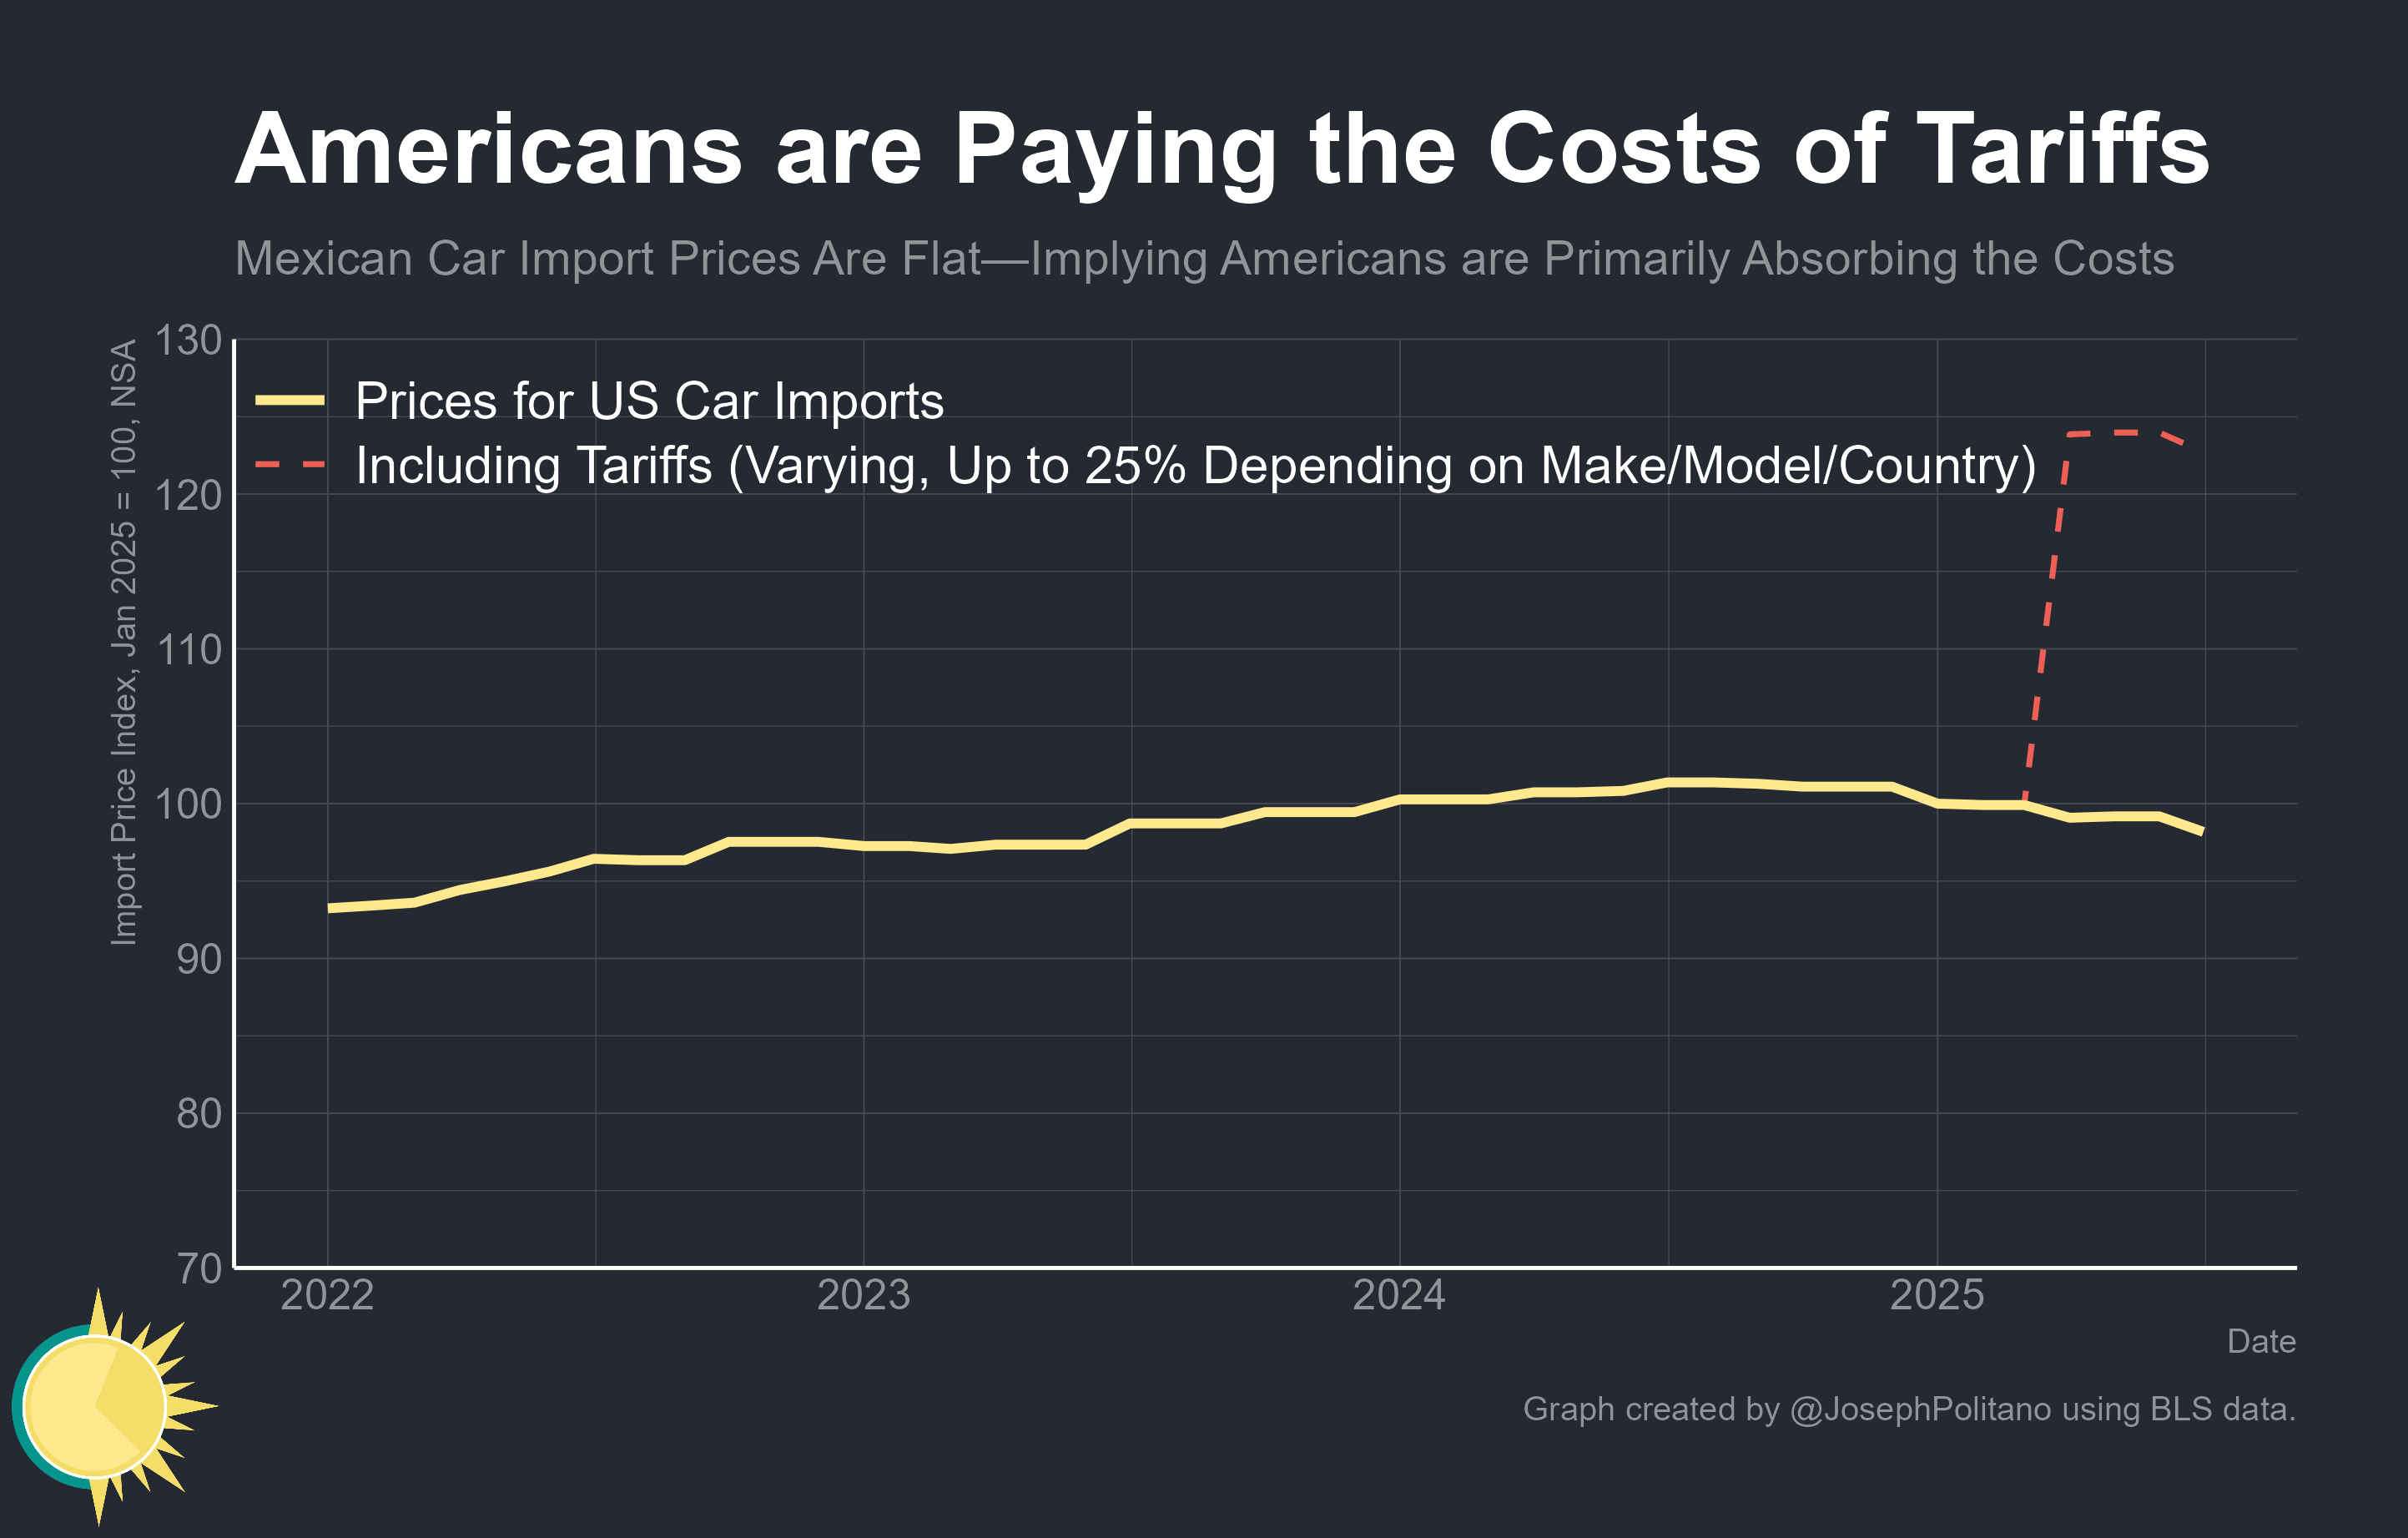 Americans are Paying the Costs of Tariffs
Mexican Car Import Prices Are Flat—Implying Americans are Primarily Absorbing the Costs
Import Price Index, Jan 2025 = 100, NSA
130
120
110
100
90
80
70
Prices for US Car Imports
Including Tariffs (Varying, Up to 25% Depending on Make/Model/Country)
2022
2023
2024
2025
Date
Graph created by @JosephPolitano using BLS data.